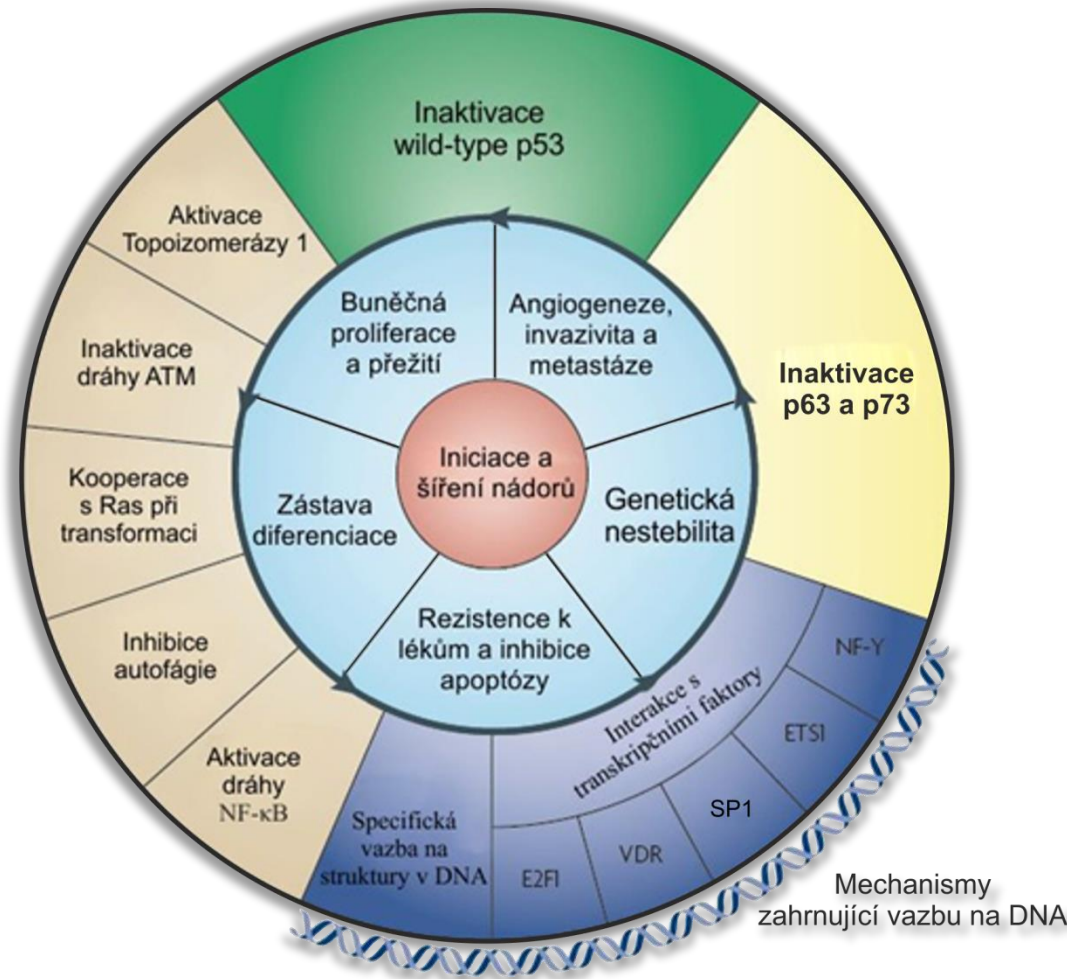 Inaktivace
wild-type p53
Aktivace
Topoizomerázy 1
Inaktivace
dráhy ATM
Kooperace
s Ras při
transformaci
Inhibice
autofágie
Aktivace
dráhy
NF-κB
Buněčná
proliferace
a přežití
Angiogeneze,
invazivita a
metastáze
Iniciace a
šíření nádorů
Zástava
diferenciace
Genetická
nestebilita
Rezistence k
lékům a inhibice
apoptózy
Inaktivace
p63 a p73
Specifická
vazba na
struktury v DNA
Interakce s
transkripčními faktory
E2F1
VDR
SP1
ETS1
NF-Y
Mechanismy
zahrnující vazbu na DNA